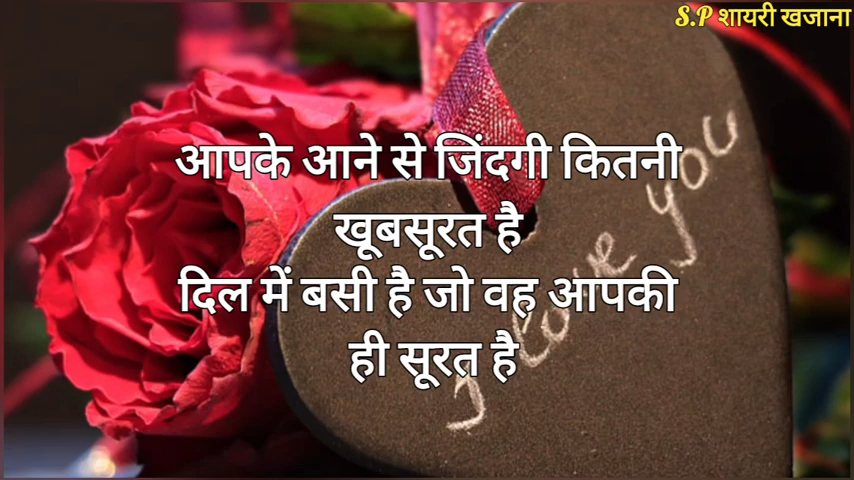 S.P शायरी खजाना
आपके आने से जिंदगी कितनी
खूबसूरत है
दिल में बसी है जो वह आपकी
ही सूरत है
I love you